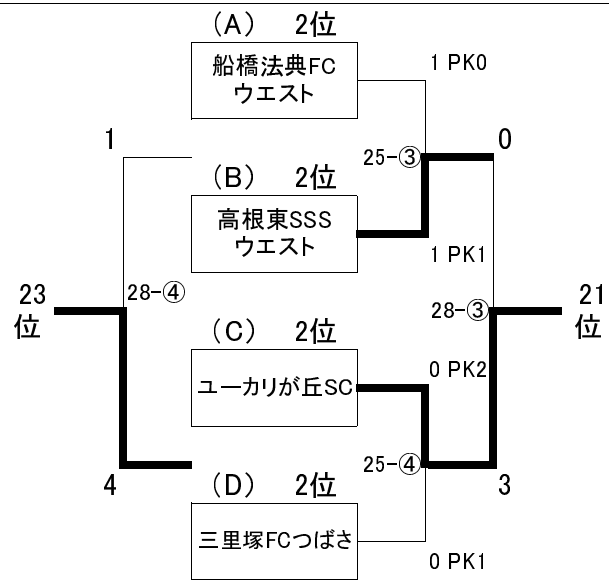 (A) 2位
船橋法典FC
ウエスト
1 PK0
1
25-③
0
(B) 2位
高根東SSS
ウエスト
1 PK1
23
位
28-④
28-③
21
位
(C) 2位
ユーカリが丘SC
0 PK2
25-④
4
3
(D) 2位
三里塚FCつばさ
0 PK1